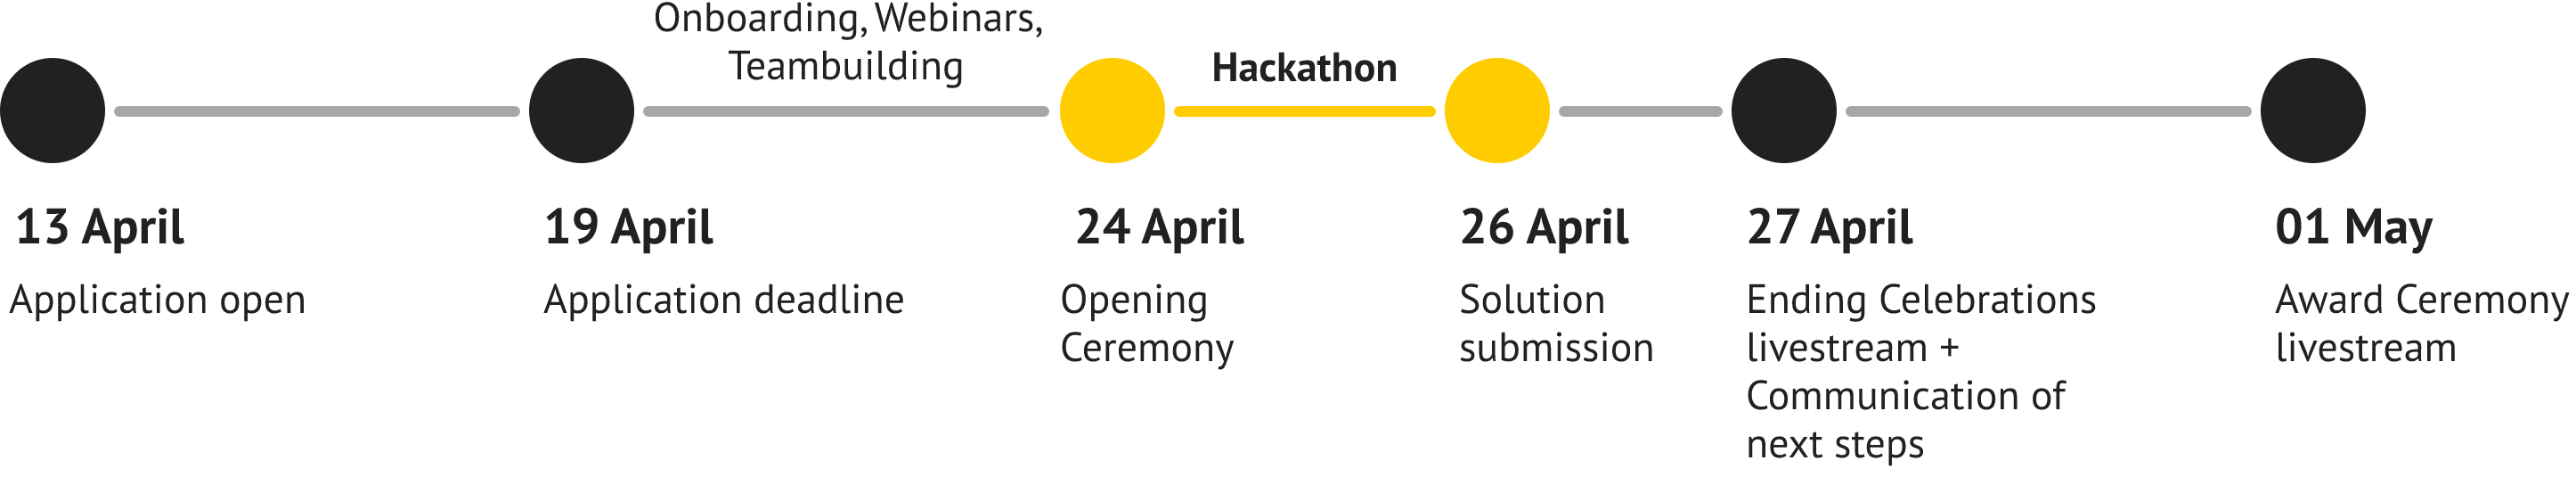 Onboarding, Webinars,
Teambuilding
Hackathon
13 April
Application open
19 April
Application deadline
24 April
Opening
Ceremony
26 April
Solution
submission
27 April
Ending Celebrations
livestream +
Communication of
next steps
01 May
Award Ceremony
livestream